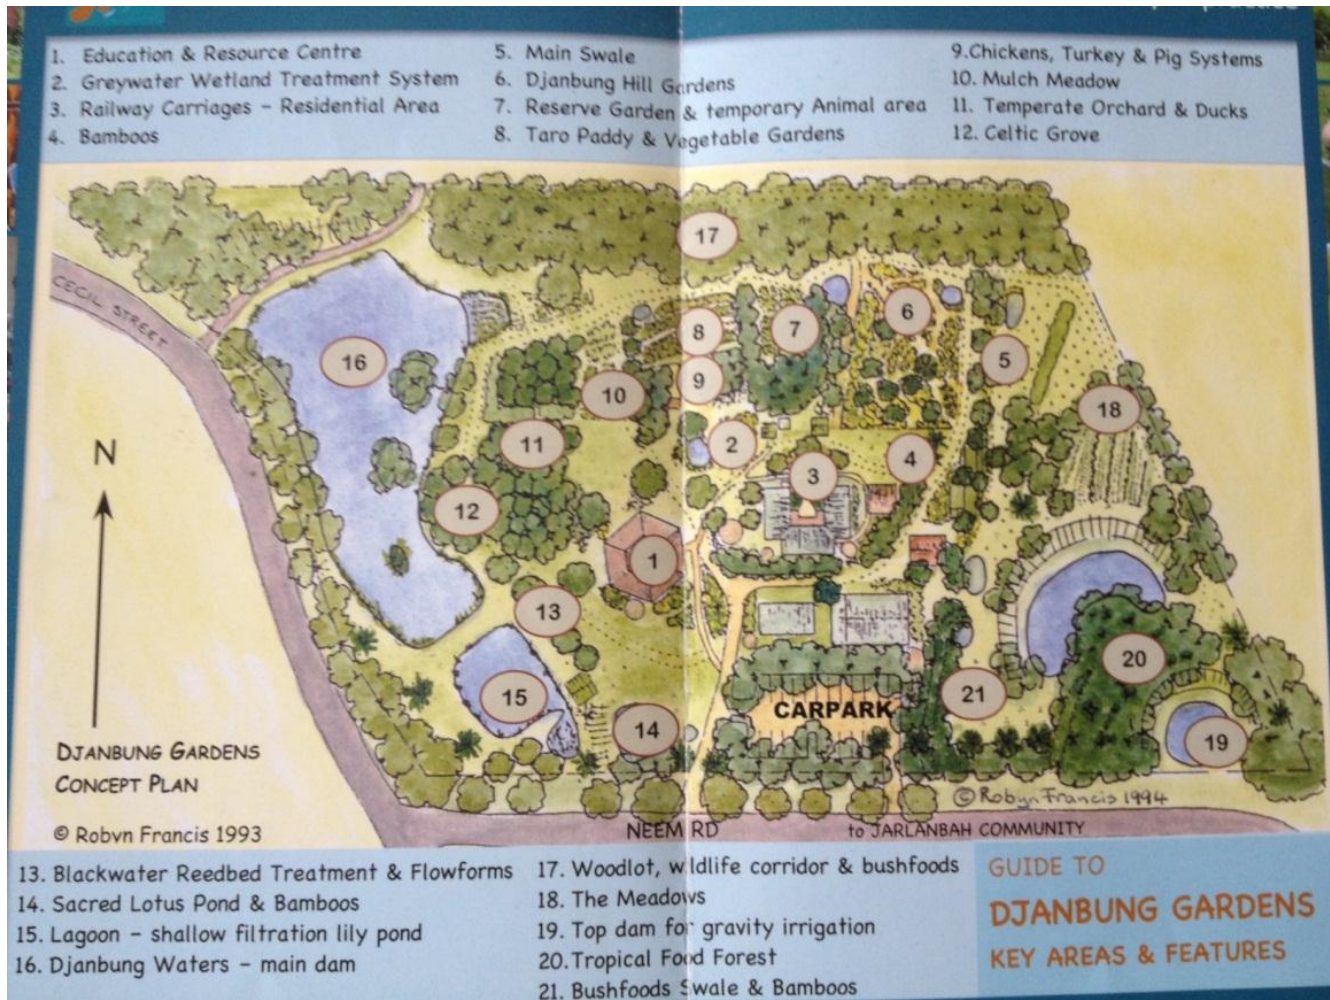 1. Education & Resource Centre
2. Greywater Wetland Treatment System
3. Railway Carriages - Residential Area
4. Bamboos
5. Main Swale
6. Djanbung Hill Gardens
7. Reserve Garden & temporary Animal area
8. Taro Paddy & Vegetable Gardens
9.Chickens, Turkey & Pig Systems
10. Mulch Meadow
11. Temperate Orchard & Ducks
12. Celtic Grove
17
CECIL STREET
16
8
7
6
5
9
10
18
11
2
4
3
N
12
1
13
20
15
21
CARPARK
14
19
DJANBUNG GARDENS
CONCEPT PLAN
© Robyn Francis 1994
© Robyn Francis 1993
NEEM RD
to JARLANBAH COMMUNITY
13. Blackwater Reedbed Treatment & Flowforms
14. Sacred Lotus Pond & Bamboos
15. Lagoon - shallow filtration lily pond
16. Djanbung Waters - main dam
17. Woodlot, wildlife corridor & bushfoods
18. The Meadows
19. Top dam for gravity irrigation
20. Tropical Food Forest
21. Bushfoods Swale & Bamboos
GUIDE TO
DJANBUNG GARDENS
KEY AREAS & FEATURES